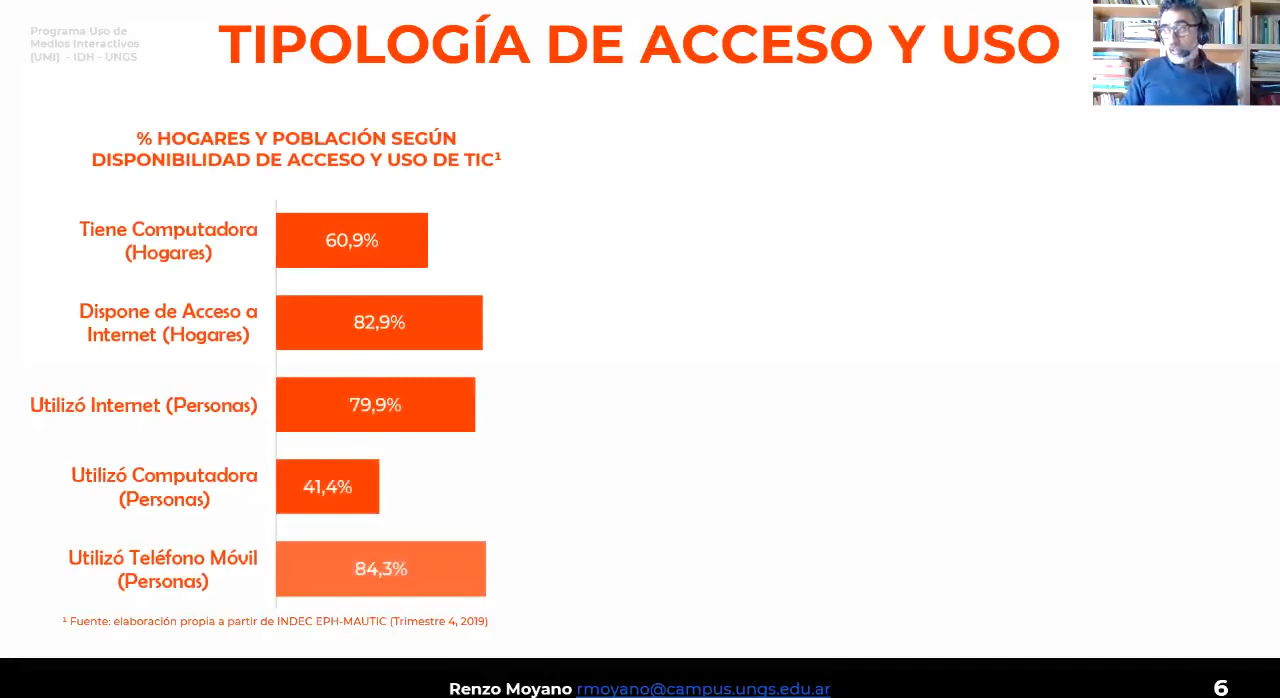 Programa Uso de
Medios Interactivos
(UMI) - IDH - UNGS
TIPOLOGÍA DE ACCESO Y USO
% HOGARES Y POBLACIÓN SEGÚN
DISPONIBILIDAD DE ACCESO Y USO DE TIC¹
Tiene Computadora
(Hogares)
60,9%
Dispone de Acceso a
Internet (Hogares)
82,9%
Utilizó Internet (Personas)
79,9%
Utilizó Computadora
(Personas)
41,4%
Utilizó Teléfono Móvil
(Personas)
84,3%
¹ Fuente: elaboración propia a partir de INDEC EPH-MAUTIC (Trimestre 4, 2019)
Renzo Moyano rmoyano@campus.ungs.edu.ar
6